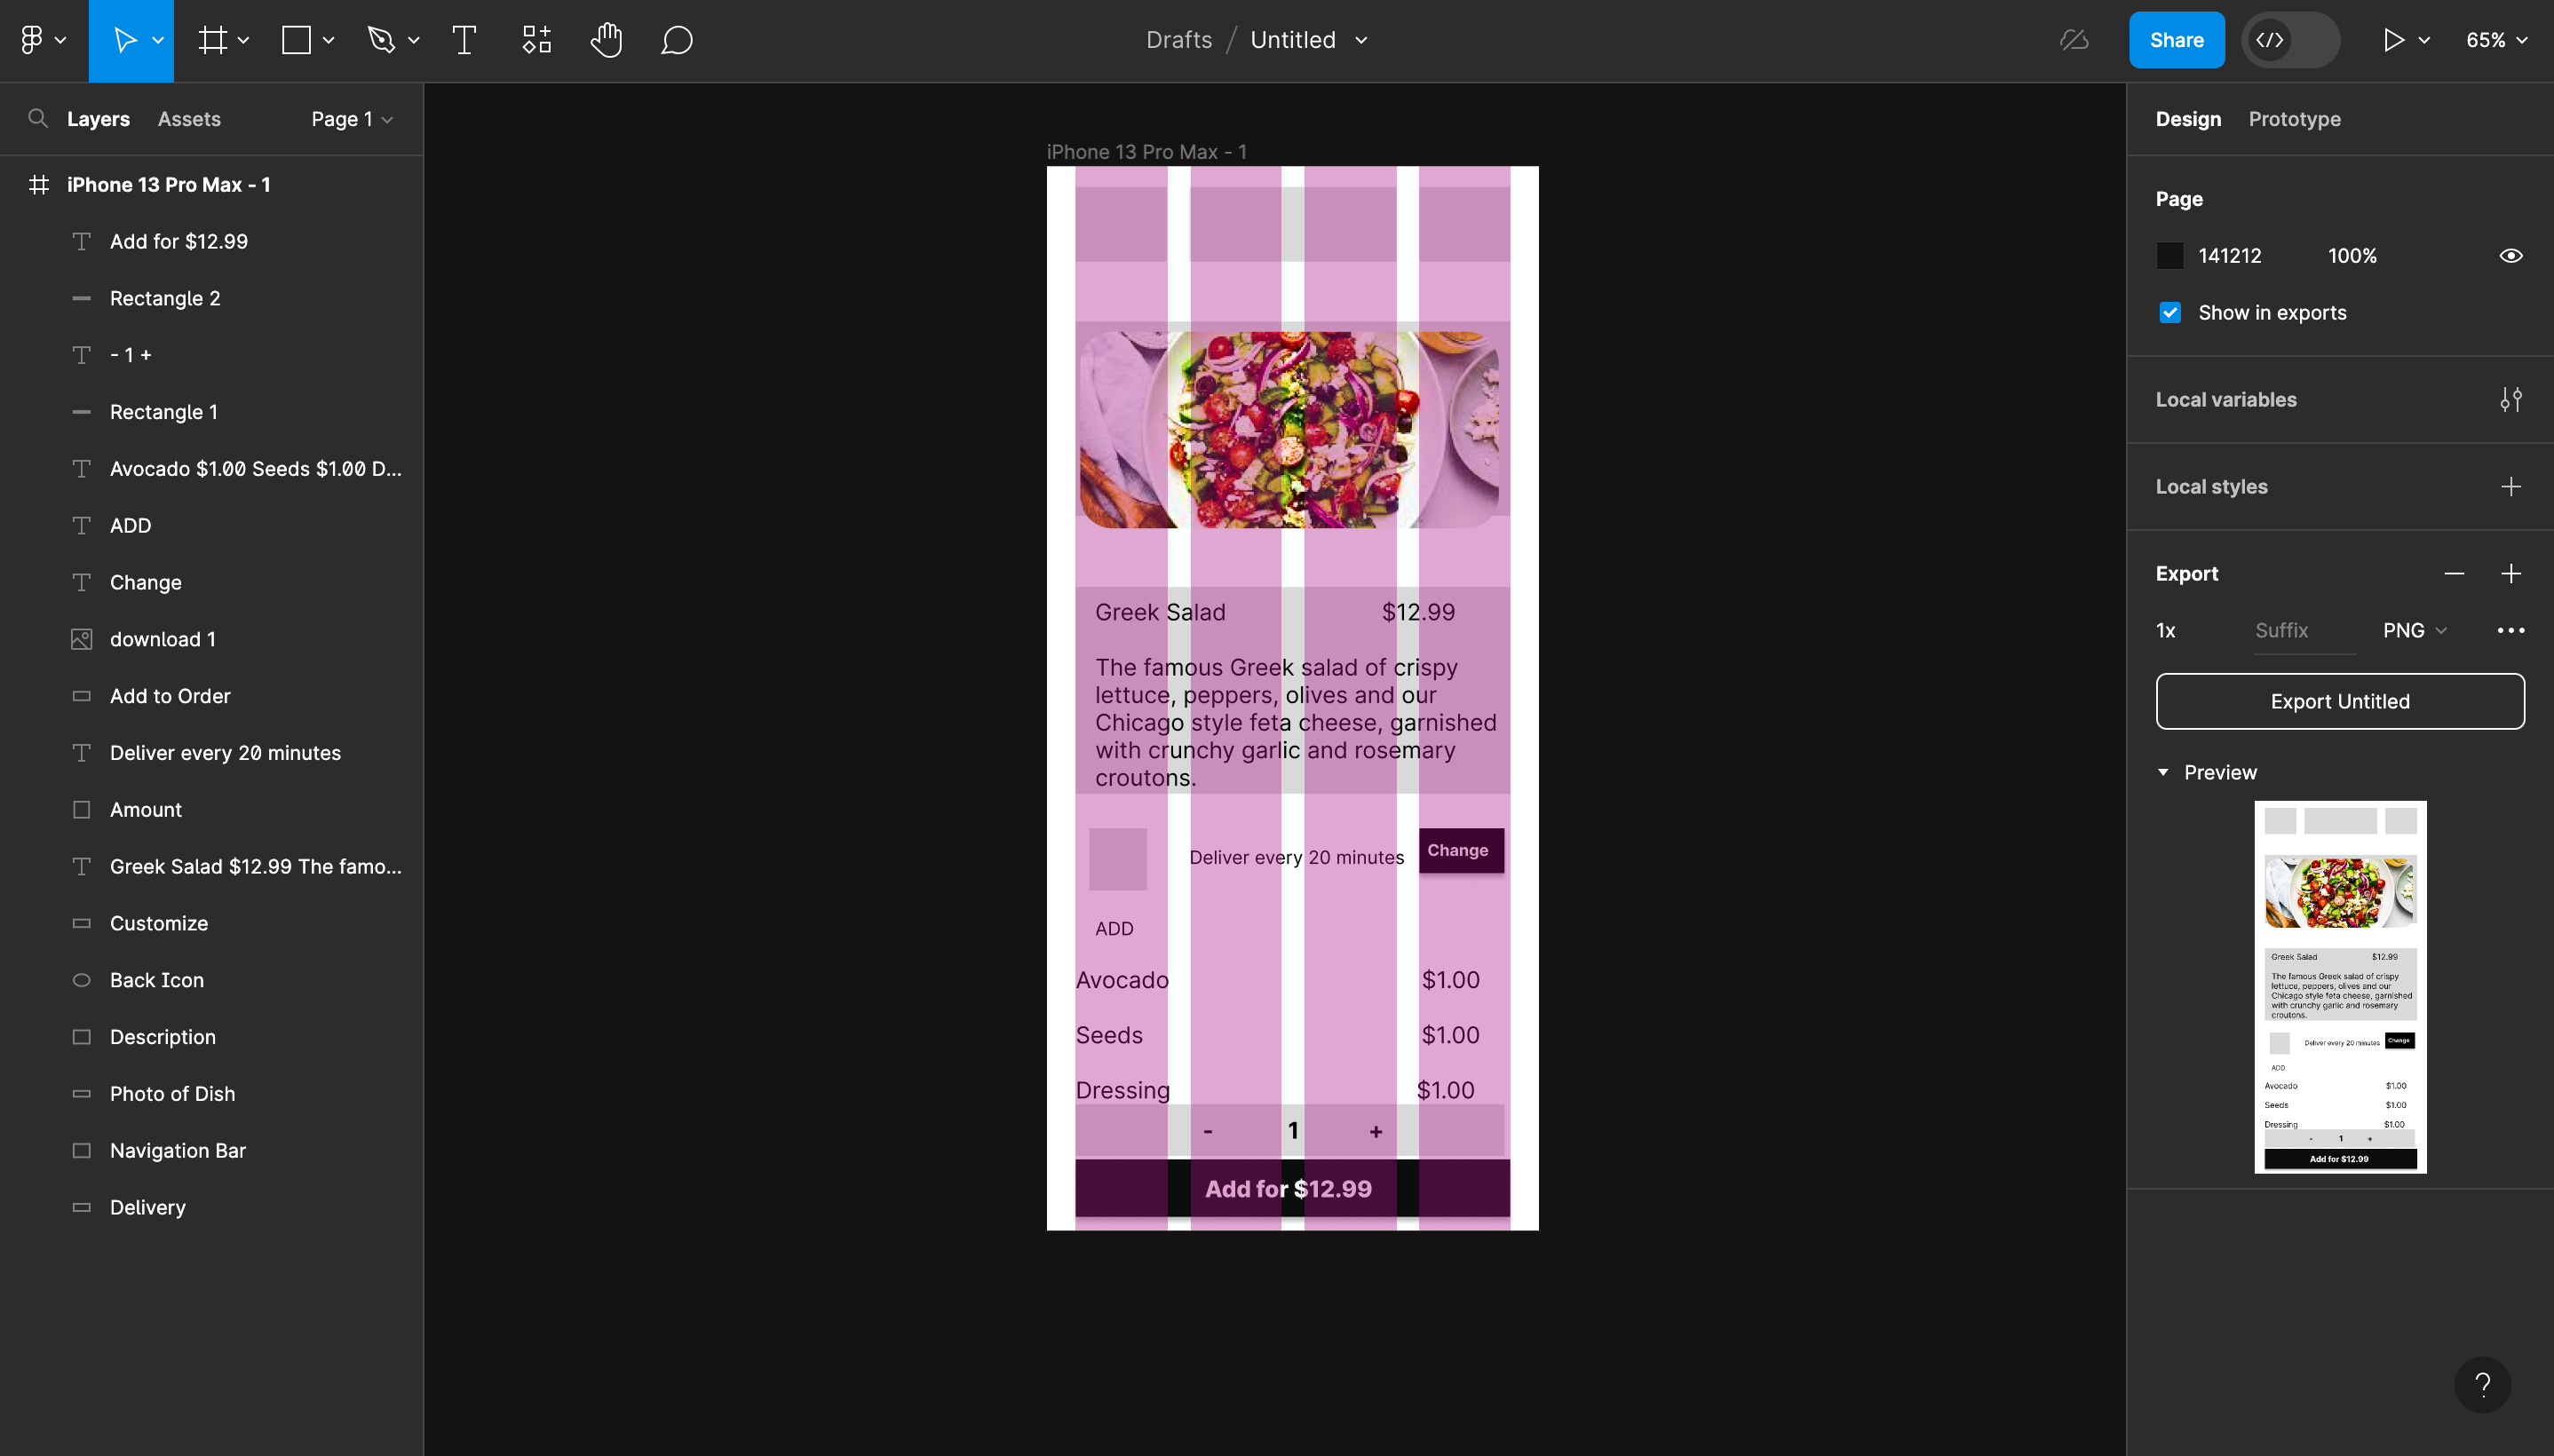 Drafts / Untitled
Share
65%
Layers Assets Page 1
iPhone 13 Pro Max - 1
Add for $12.99
Rectangle 2
- 1 +
Rectangle 1
Avocado $1.00 Seeds $1.00 D...
ADD
Change
download 1
Add to Order
Deliver every 20 minutes
Amount
Greek Salad $12.99 The famo...
Customize
Back Icon
Description
Photo of Dish
Navigation Bar
Delivery
iPhone 13 Pro Max - 1
Greek Salad $12.99
The famous Greek salad of crispy
lettuce, peppers, olives and our
Chicago style feta cheese, garnished
with crunchy garlic and rosemary
croutons.
Deliver every 20 minutes Change
ADD
Avocado $1.00
Seeds $1.00
Dressing $1.00
- 1 +
Add for $12.99
Design Prototype
Page
141212 100%
Show in exports
Local variables
Local styles
Export
1x Suffix PNG
Export Untitled
Preview
Greek Salad $12.99
The famous Greek salad of crispy
lettuce, peppers, olives and our
Chicago style feta cheese, garnished
with crunchy garlic and rosemary
croutons.
Deliver every 20 minutes Change
ADD
Avocado $1.00
Seeds $1.00
Dressing $1.00
- 1 +
Add for $12.99
?